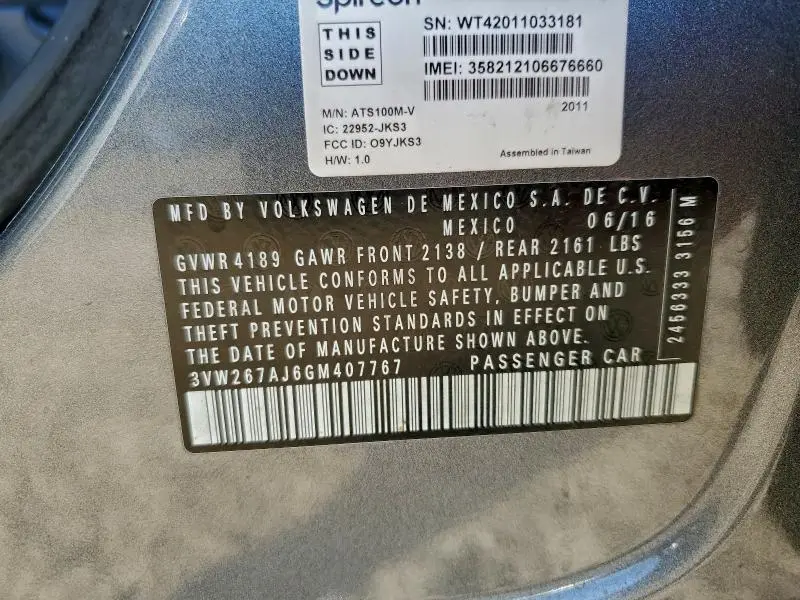 Spireon
THIS
SIDE
DOWN
SN: WT42011033181
IMEI: 358212106676660
2011
M/N: ATS100M-V
IC: 22952-JKS3
FCC ID: O9YJKS3
H/W: 1.0
Assembled in Taiwan
MFD BY VOLKSWAGEN DE MEXICO S.A. DE C.V.
MEXICO 06/16
GVWR 4189 GAWR FRONT 2138 / REAR 2161 LBS
THIS VEHICLE CONFORMS TO ALL APPLICABLE U.S.
FEDERAL MOTOR VEHICLE SAFETY, BUMPER AND
THEFT PREVENTION STANDARDS IN EFFECT ON
THE DATE OF MANUFACTURE SHOWN ABOVE.
3VW267AJ6GM407767 PASSENGER CAR
2456333 3156 M